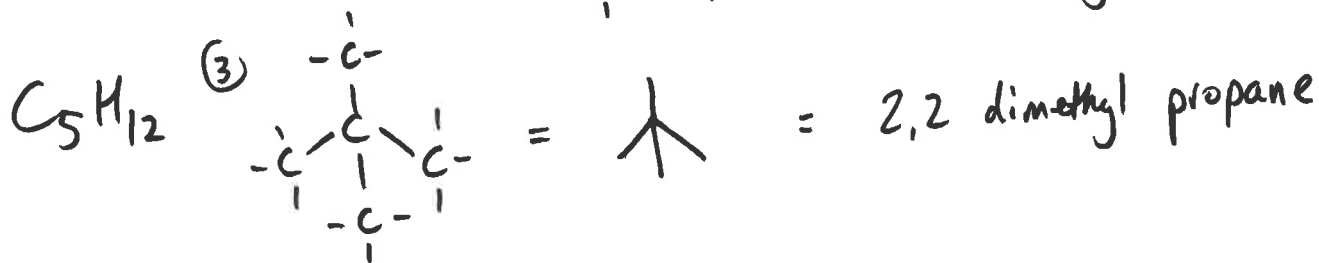 C₅H₁₂ ③ -C- C -C C- -C- = = 2,2 dimethyl propane